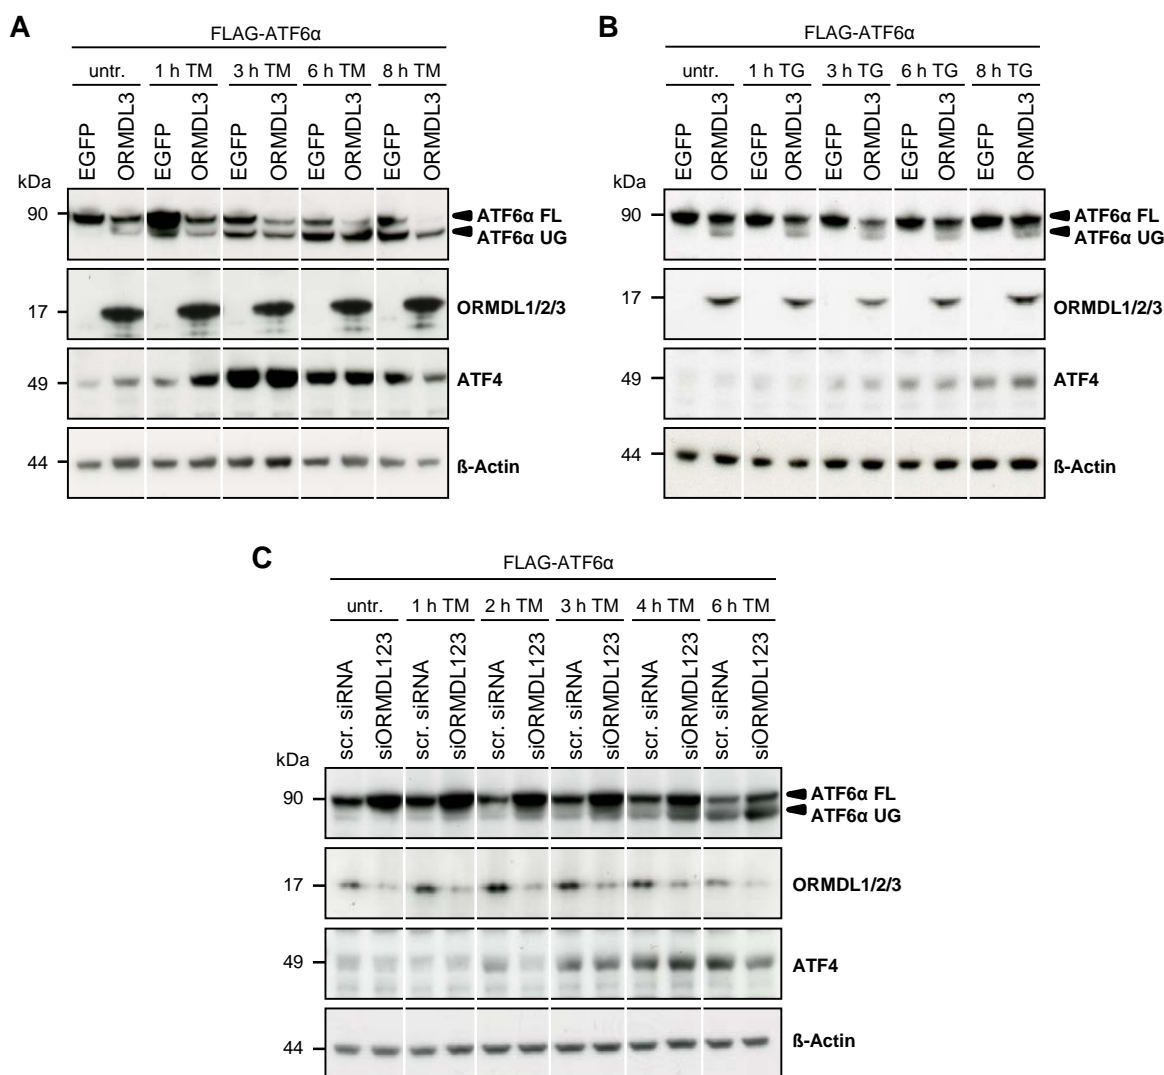 A
FLAG-ATF6α
untr. 1 h TM 3 h TM 6 h TM 8 h TM
EGFP ORMDL3 EGFP ORMDL3 EGFP ORMDL3 EGFP ORMDL3 EGFP ORMDL3
kDa
90 ATF6α FL
ATF6α UG
17 ORMDL1/2/3
49 ATF4
44 ß-Actin
B
FLAG-ATF6α
untr. 1 h TG 3 h TG 6 h TG 8 h TG
EGFP ORMDL3 EGFP ORMDL3 EGFP ORMDL3 EGFP ORMDL3 EGFP ORMDL3
kDa
90 ATF6α FL
ATF6α UG
17 ORMDL1/2/3
49 ATF4
44 ß-Actin
C
FLAG-ATF6α
untr. 1 h TM 2 h TM 3 h TM 4 h TM 6 h TM
scr. siRNA siORMDL123 scr. siRNA siORMDL123 scr. siRNA siORMDL123 scr. siRNA siORMDL123 scr. siRNA siORMDL123 scr. siRNA siORMDL123
kDa
90 ATF6α FL
ATF6α UG
17 ORMDL1/2/3
49 ATF4
44 ß-Actin